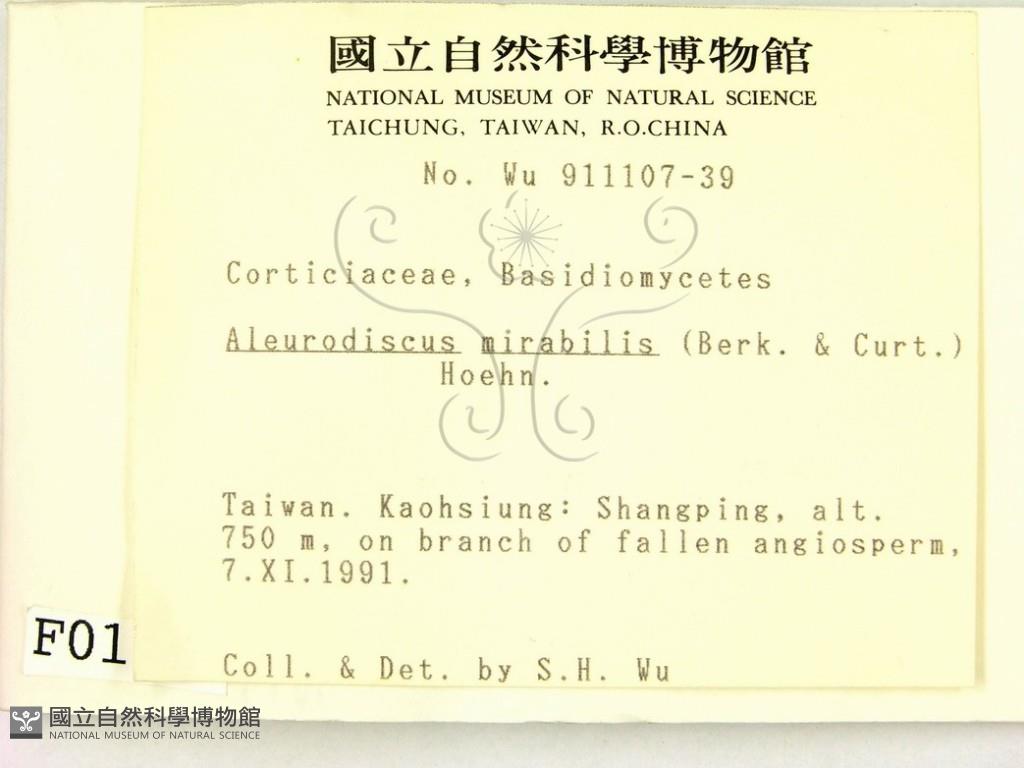 國立自然科學博物館
NATIONAL MUSEUM OF NATURAL SCIENCE
TAICHUNG, TAIWAN, R.O.CHINA
No. Wu 911107-39
Corticiaceae, Basidiomycetes
Aleurodiscus mirabilis (Berk. & Curt.)
Hoehn.
Taiwan. Kaohsiung: Shangping, alt.
750 m, on branch of fallen angiosperm,
7.XI.1991.
F01
Coll. & Det. by S.H. Wu
國立自然科學博物館
NATIONAL MUSEUM OF NATURAL SCIENCE